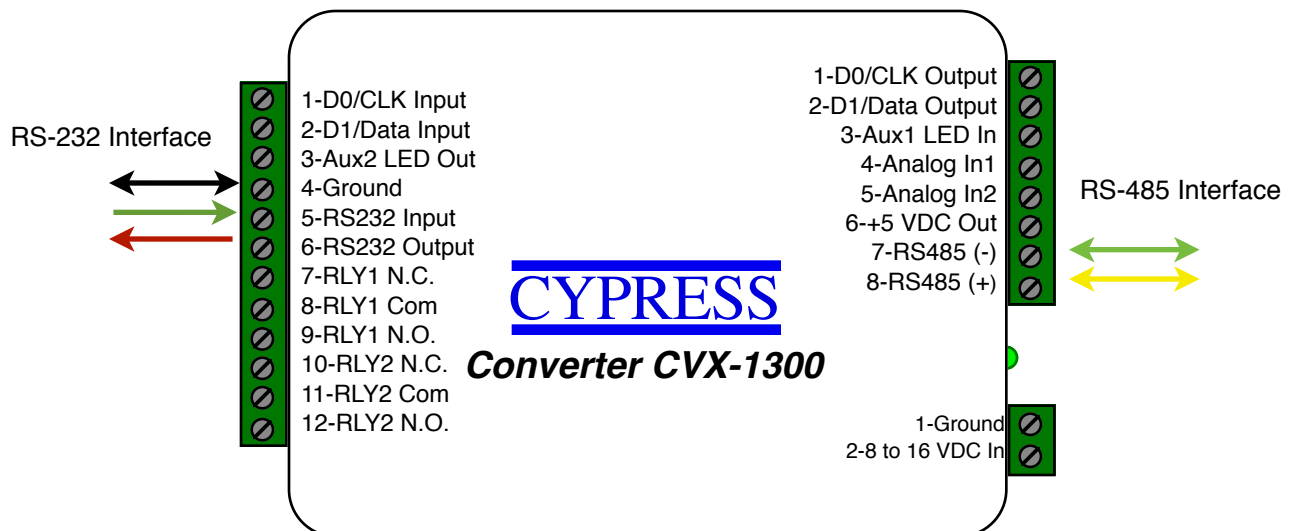 RS-232 Interface
1-D0/CLK Input
2-D1/Data Input
3-Aux2 LED Out
4-Ground
5-RS232 Input
6-RS232 Output
7-RLY1 N.C.
8-RLY1 Com
9-RLY1 N.O.
10-RLY2 N.C.
11-RLY2 Com
12-RLY2 N.O.
CYPRESS
Converter CVX-1300
1-D0/CLK Output
2-D1/Data Output
3-Aux1 LED In
4-Analog In1
5-Analog In2
6-+5 VDC Out
7-RS485 (-)
8-RS485 (+)
RS-485 Interface
1-Ground
2-8 to 16 VDC In